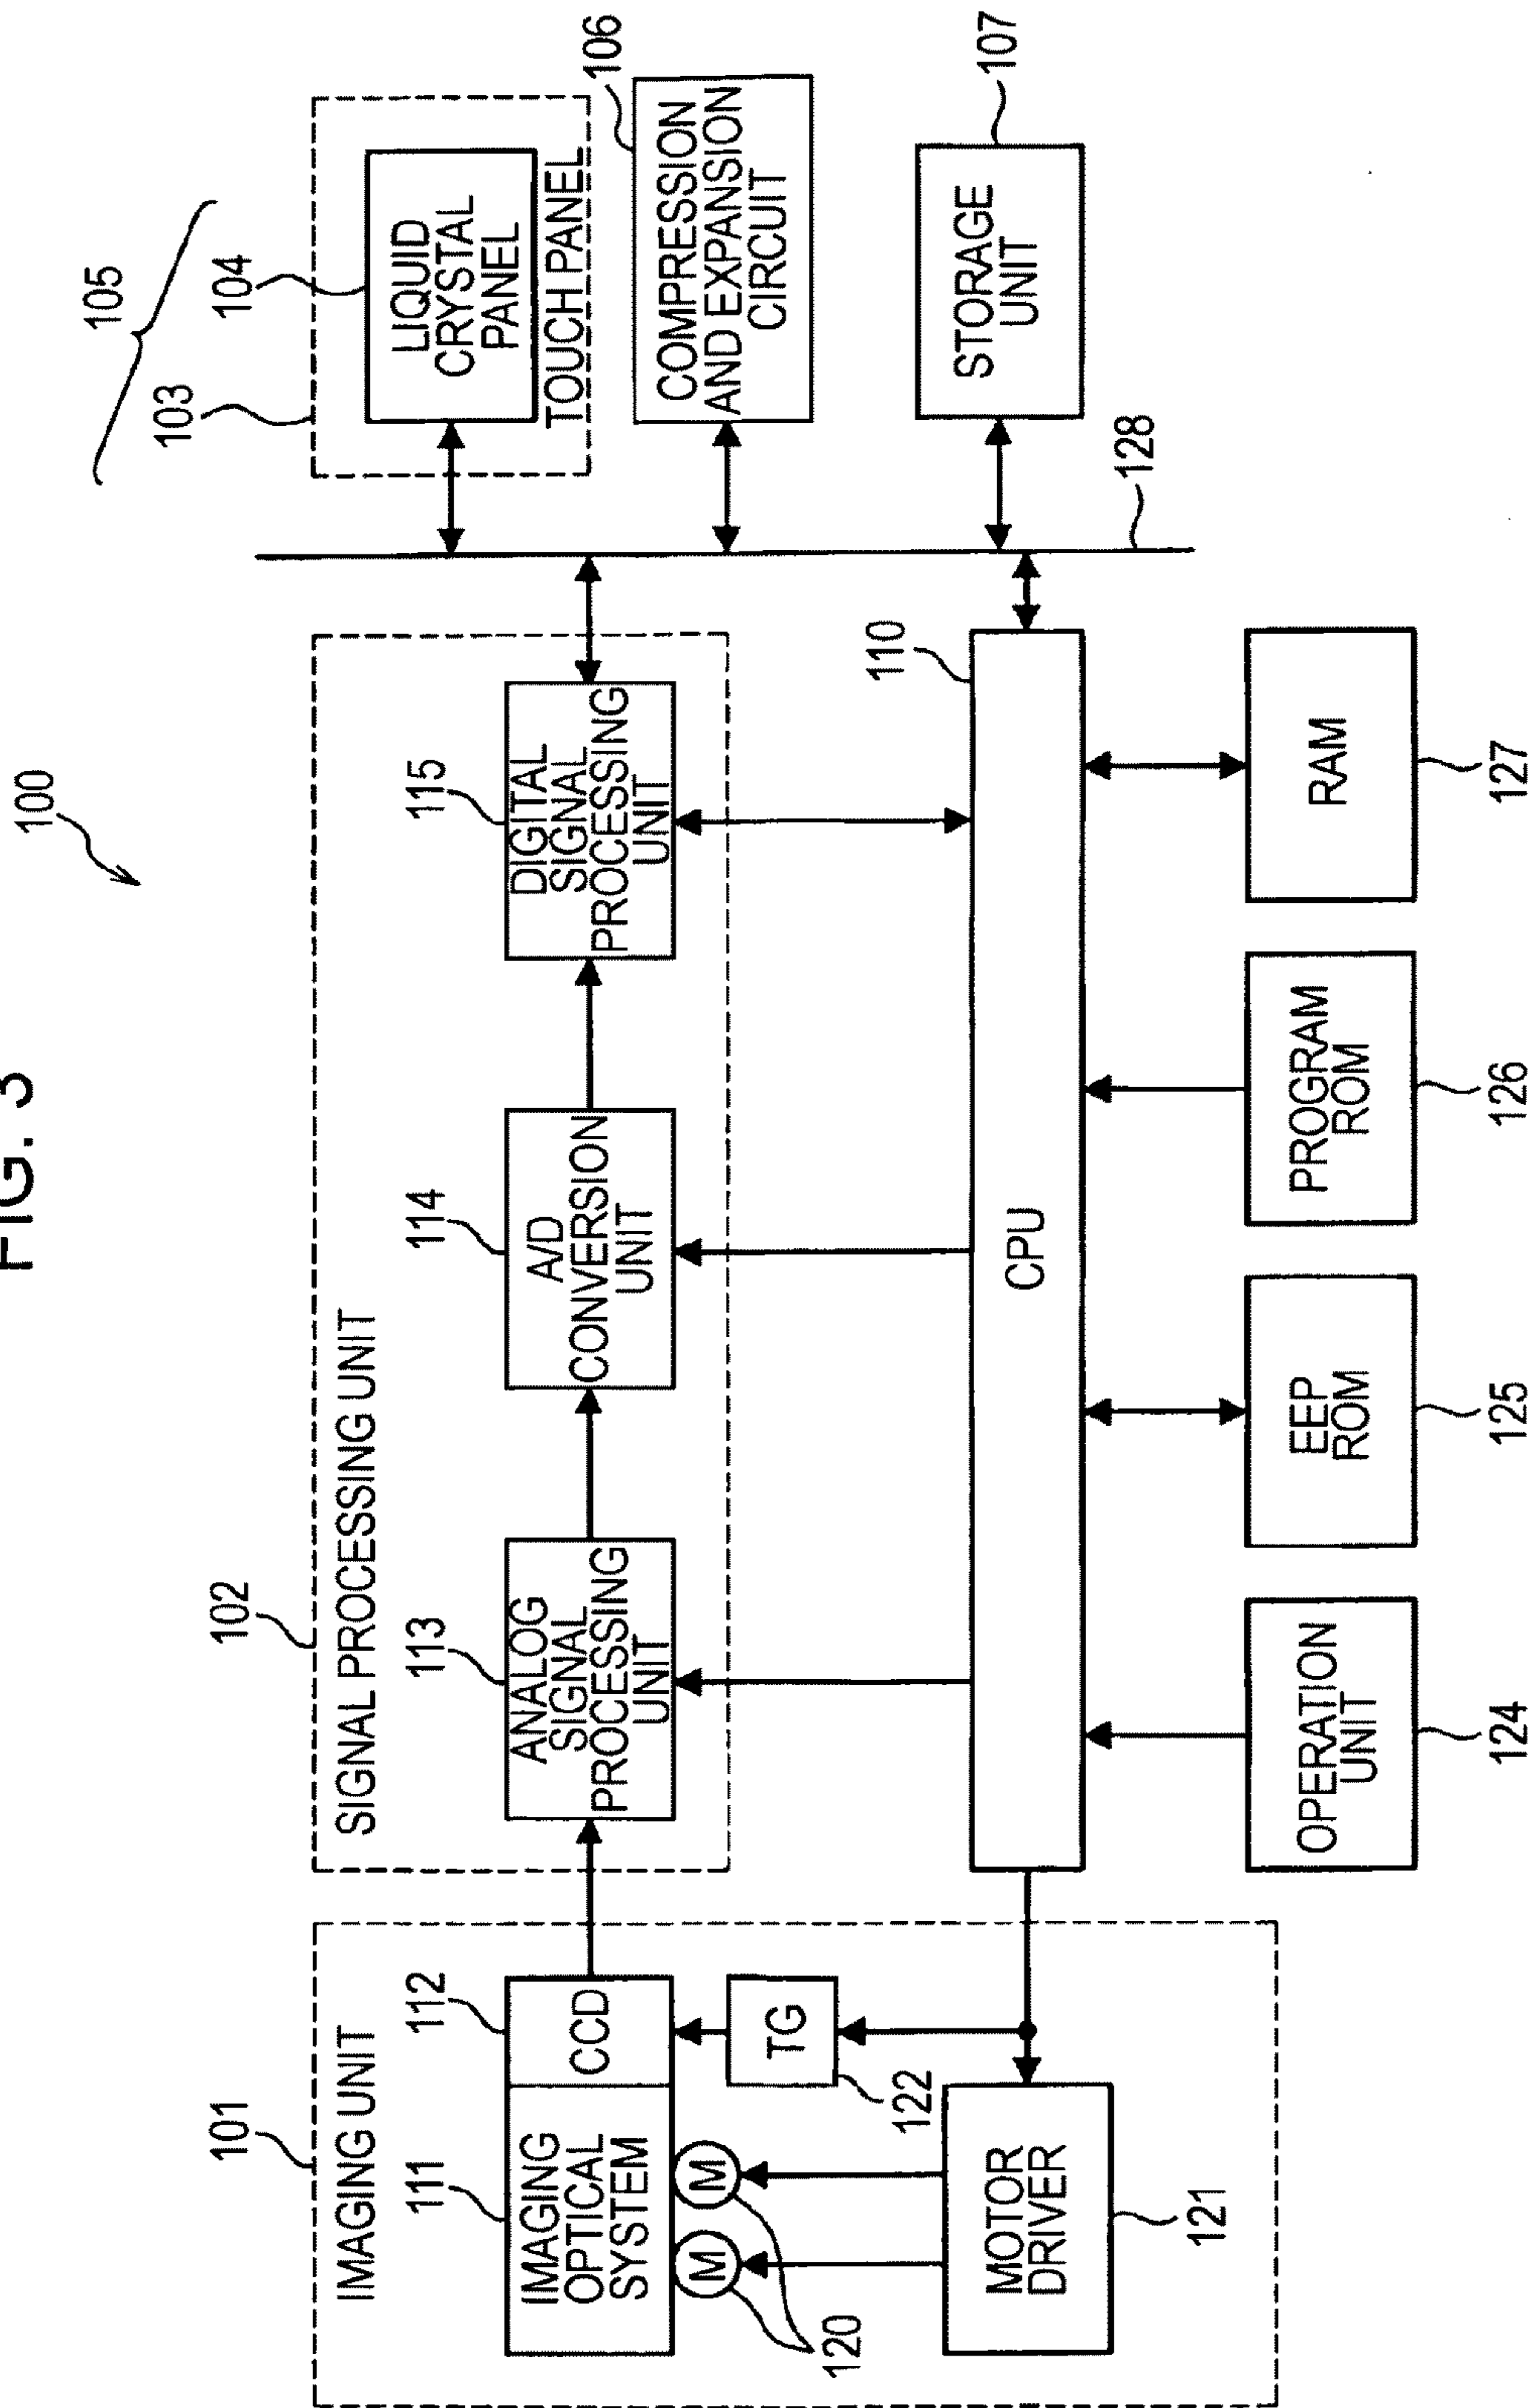 FIG. 3
100
101
IMAGING UNIT
111
IMAGING
OPTICAL
SYSTEM
112
CCD
M
M
120
TG
122
MOTOR
DRIVER
121
102
SIGNAL PROCESSING UNIT
113
ANALOG
SIGNAL
PROCESSING
UNIT
114
A/D
CONVERSION
UNIT
115
DIGITAL
SIGNAL
PROCESSING
UNIT
110
CPU
OPERATION
UNIT
124
EEP
ROM
125
PROGRAM
ROM
126
RAM
127
105
103
104
LIQUID
CRYSTAL
PANEL
TOUCH PANEL
106
COMPRESSION
AND EXPANSION
CIRCUIT
STORAGE
UNIT
107
128